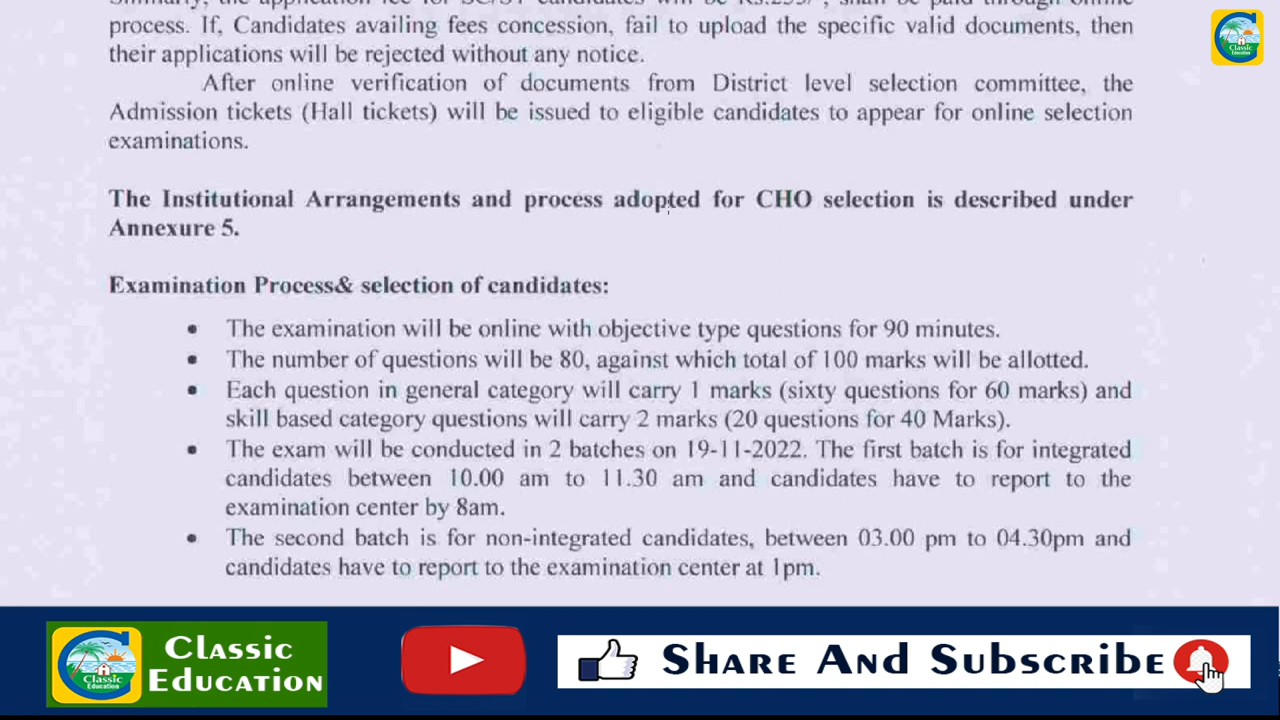 process. If, Candidates availing fees concession, fail to upload the specific valid documents, then
their applications will be rejected without any notice.
After online verification of documents from District level selection committee, the
Admission tickets (Hall tickets) will be issued to eligible candidates to appear for online selection
examinations.
The Institutional Arrangements and process adopted for CHO selection is described under
Annexure 5.
Examination Process& selection of candidates:
• The examination will be online with objective type questions for 90 minutes.
• The number of questions will be 80, against which total of 100 marks will be allotted.
• Each question in general category will carry 1 marks (sixty questions for 60 marks) and
skill based category questions will carry 2 marks (20 questions for 40 Marks).
• The exam will be conducted in 2 batches on 19-11-2022. The first batch is for integrated
candidates between 10.00 am to 11.30 am and candidates have to report to the
examination center by 8am.
• The second batch is for non-integrated candidates, between 03.00 pm to 04.30pm and
candidates have to report to the examination center at 1pm.
Classic
Education
Classic
Education
Classic
Education
Share And Subscribe